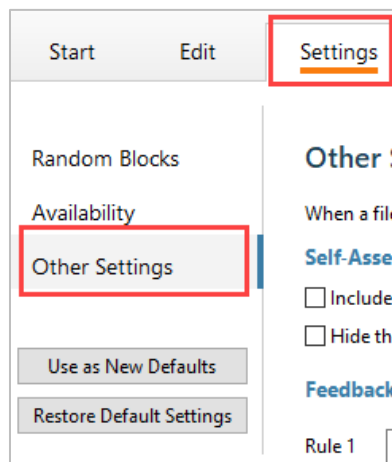 Start Edit Settings
Random Blocks
Availability
Other Settings
Use as New Defaults
Restore Default Settings
Other
When a
Self-Asse
Include
Hide th
Feedback
Rule 1